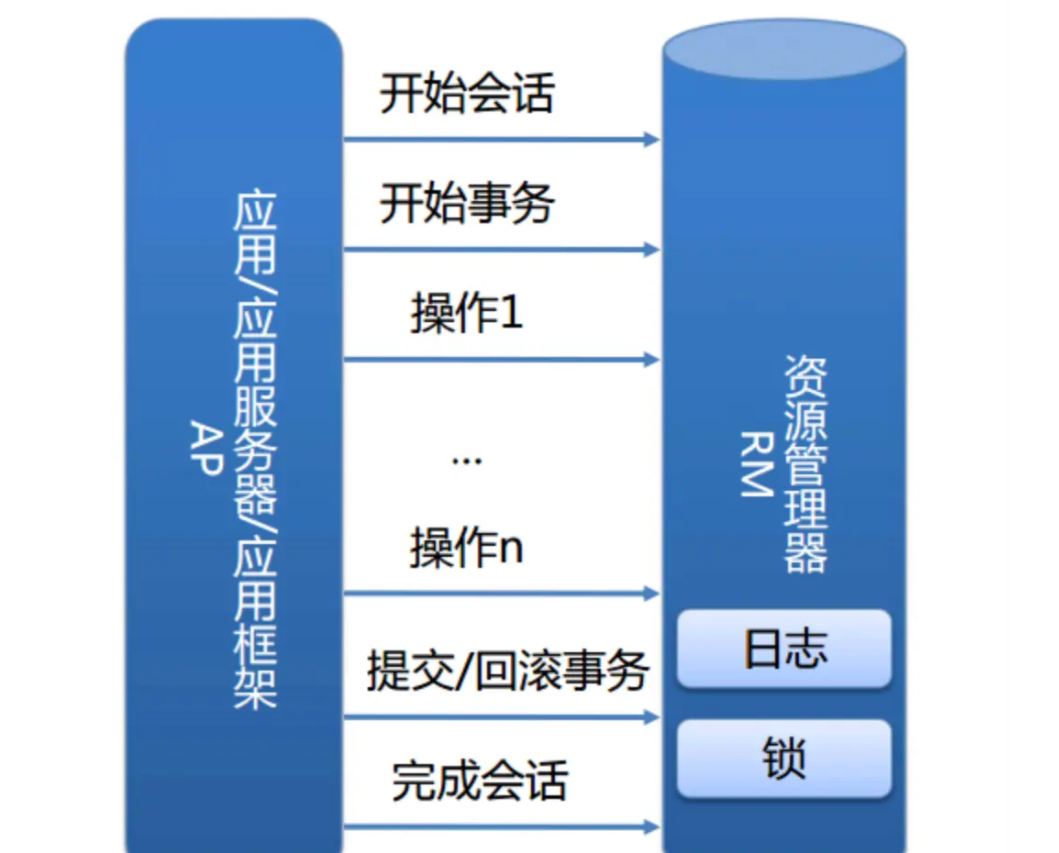 应用/应用服务器/应用框架
AP
开始会话
开始事务
操作1
...
操作n
提交/回滚事务
完成会话
资源管理器
RM
日志
锁